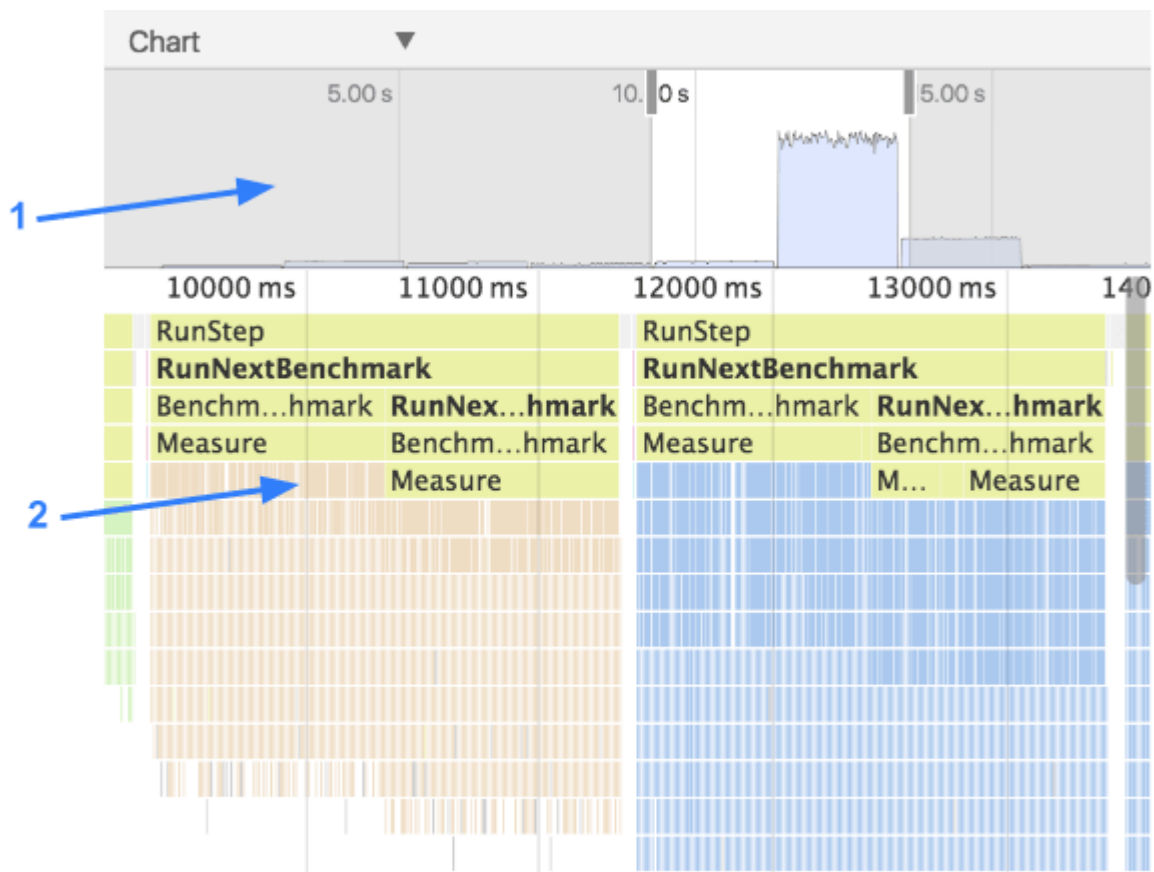 Chart ▼
5.00 s 10. 0 s 5.00 s
1
10000 ms 11000 ms 12000 ms 13000 ms 140
RunStep RunStep
RunNextBenchmark RunNextBenchmark
Benchm...hmark RunNex...hmark Benchm...hmark RunNex...hmark
Measure Benchm...hmark Measure Benchm...hmark
Measure M... Measure
2